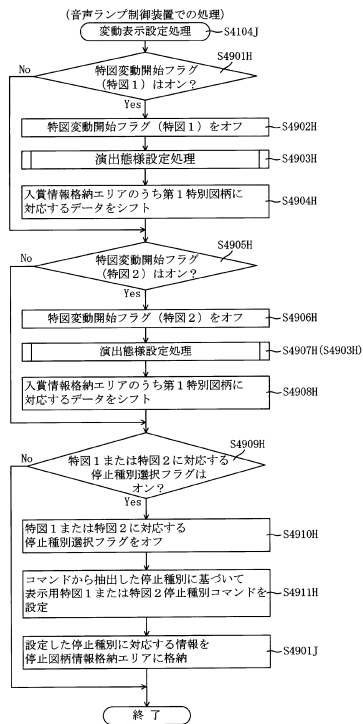 (音声ランプ制御装置での処理)
変動表示設定処理
S4104J
S4901H
特図変動開始フラグ
(特図1)はオン?
No
Yes
特図変動開始フラグ(特図1)をオフ
S4902H
演出態様設定処理
S4903H
入賞情報格納エリアのうち第1特別図柄に
対応するデータをシフト
S4904H
S4905H
特図変動開始フラグ
(特図2)はオン?
No
Yes
特図変動開始フラグ(特図2)をオフ
S4906H
演出態様設定処理
S4907H(S4903H)
入賞情報格納エリアのうち第1特別図柄に
対応するデータをシフト
S4908H
S4909H
特図1または特図2に対応する
停止種別選択フラグは
オン?
No
Yes
特図1または特図2に対応する
停止種別選択フラグをオフ
S4910H
コマンドから抽出した停止種別に基づいて
表示用特図1または特図2停止種別コマンドを
設定
S4911H
設定した停止種別に対応する情報を
停止図柄情報格納エリアに格納
S4901J
終了